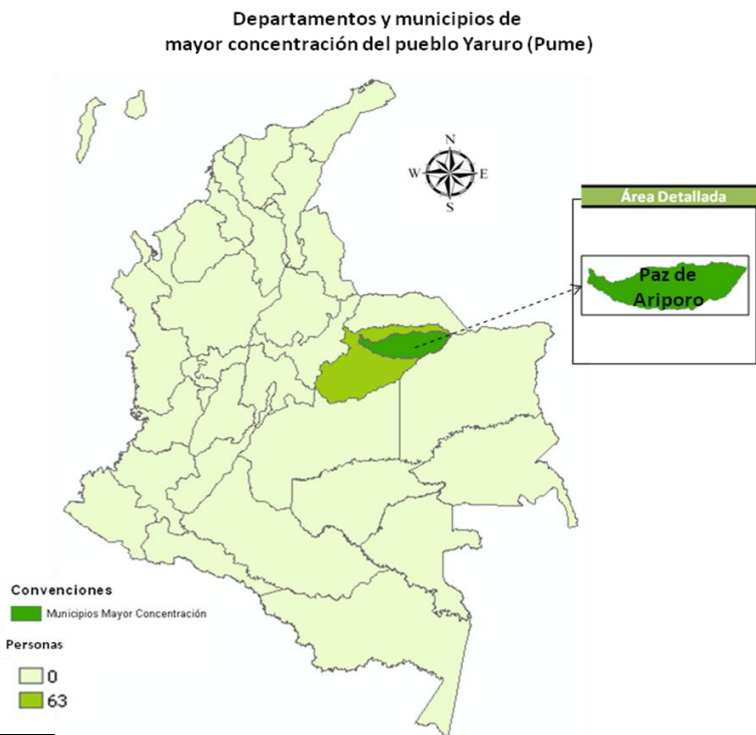 Departamentos y municipios de
mayor concentración del pueblo Yaruro (Pume)
N
W E
S
Área Detallada
Paz de
Ariporo
Convenciones
Municipios Mayor Concentración
Personas
0
63